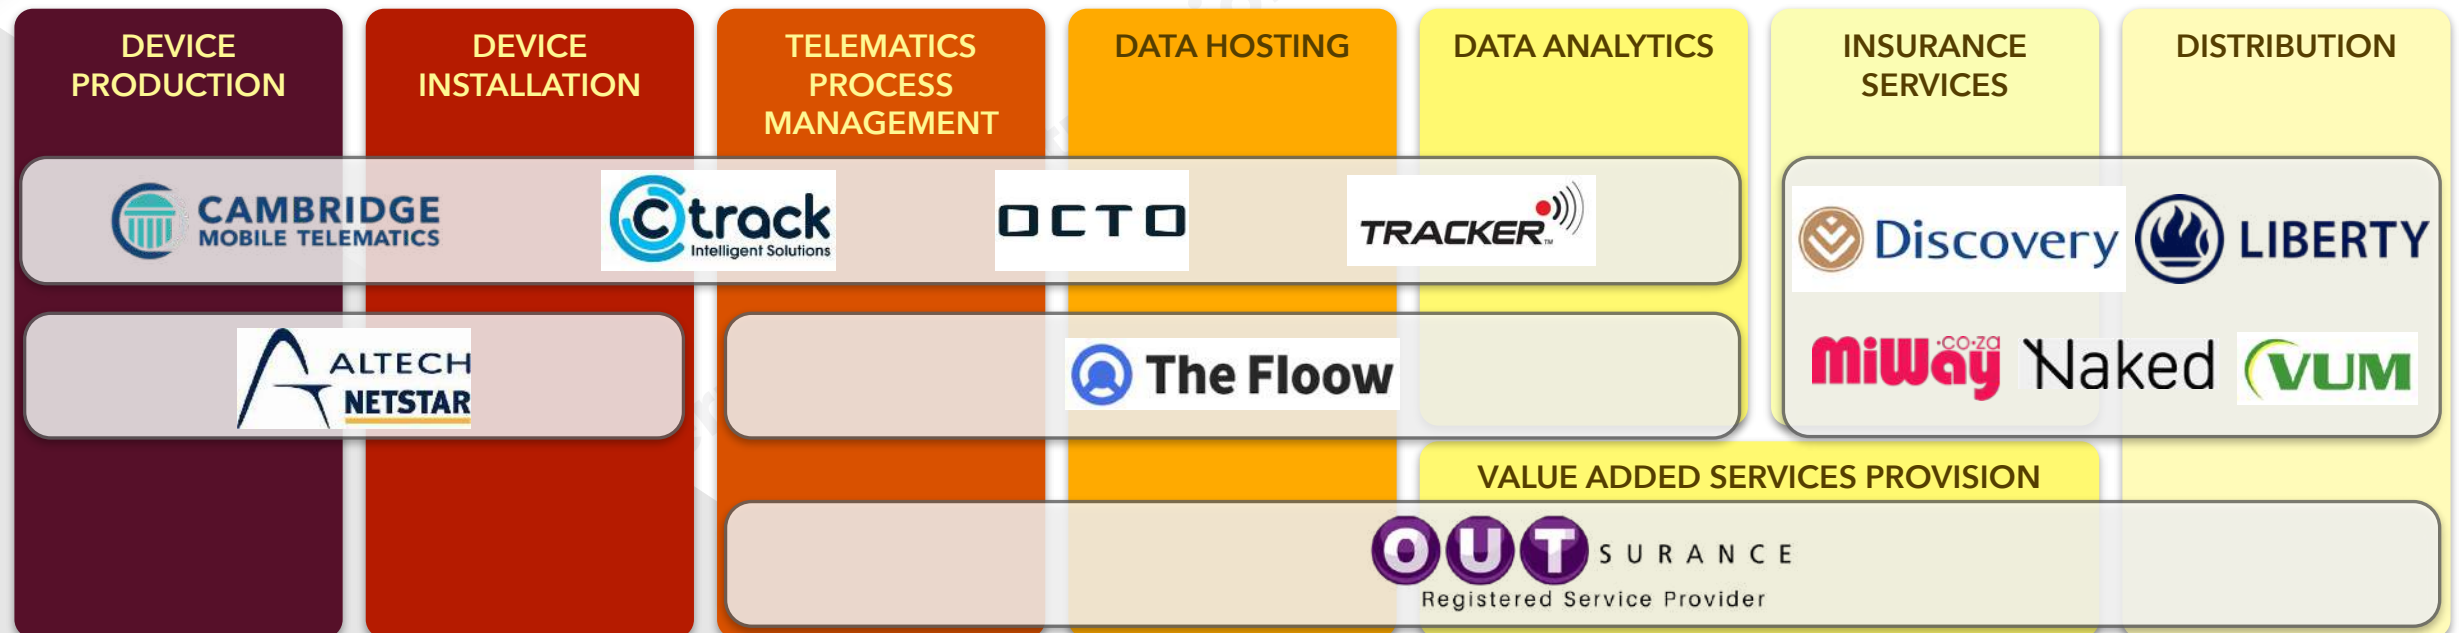 DEVICE
PRODUCTION
DEVICE
INSTALLATION
TELEMATICS
PROCESS
MANAGEMENT
DATA HOSTING
DATA ANALYTICS
INSURANCE
SERVICES
DISTRIBUTION
CAMBRIDGE
MOBILE TELEMATICS
Ctrack
Intelligent Solutions
OCTO
TRACKER™
Discovery
LIBERTY
ALTECH
NETSTAR
The Floow
MiWay.co.za
Naked
VUM
VALUE ADDED SERVICES PROVISION
OUTSURANCE
Registered Service Provider